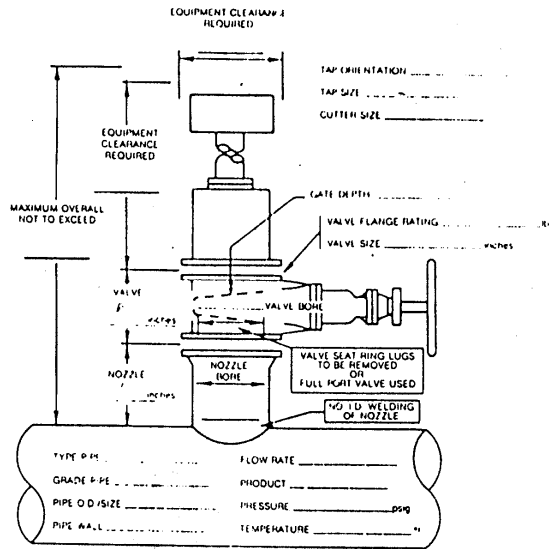 EQUIPMENT CLEARANCE
REQUIRED
TAP ORIENTATION
TAP SIZE
CUTTER SIZE
EQUIPMENT
CLEARANCE
REQUIRED
MAXIMUM OVERALL
NOT TO EXCEED
GATE DEPTH
VALVE FLANGE RATING
VALVE SIZE inches
VALVE
inches
VALVE BORE
VALVE SEAT RING LUGS
TO BE REMOVED
OR
FULL PORT VALVE USED
NOZZLE
inches
NOZZLE
BORE
NO I.D. WELDING
OF NOZZLE
TYPE PIPE
GRADE PIPE
PIPE O D /SIZE
PIPE WALL
FLOW RATE
PRODUCT
PRESSURE psig
TEMPERATURE